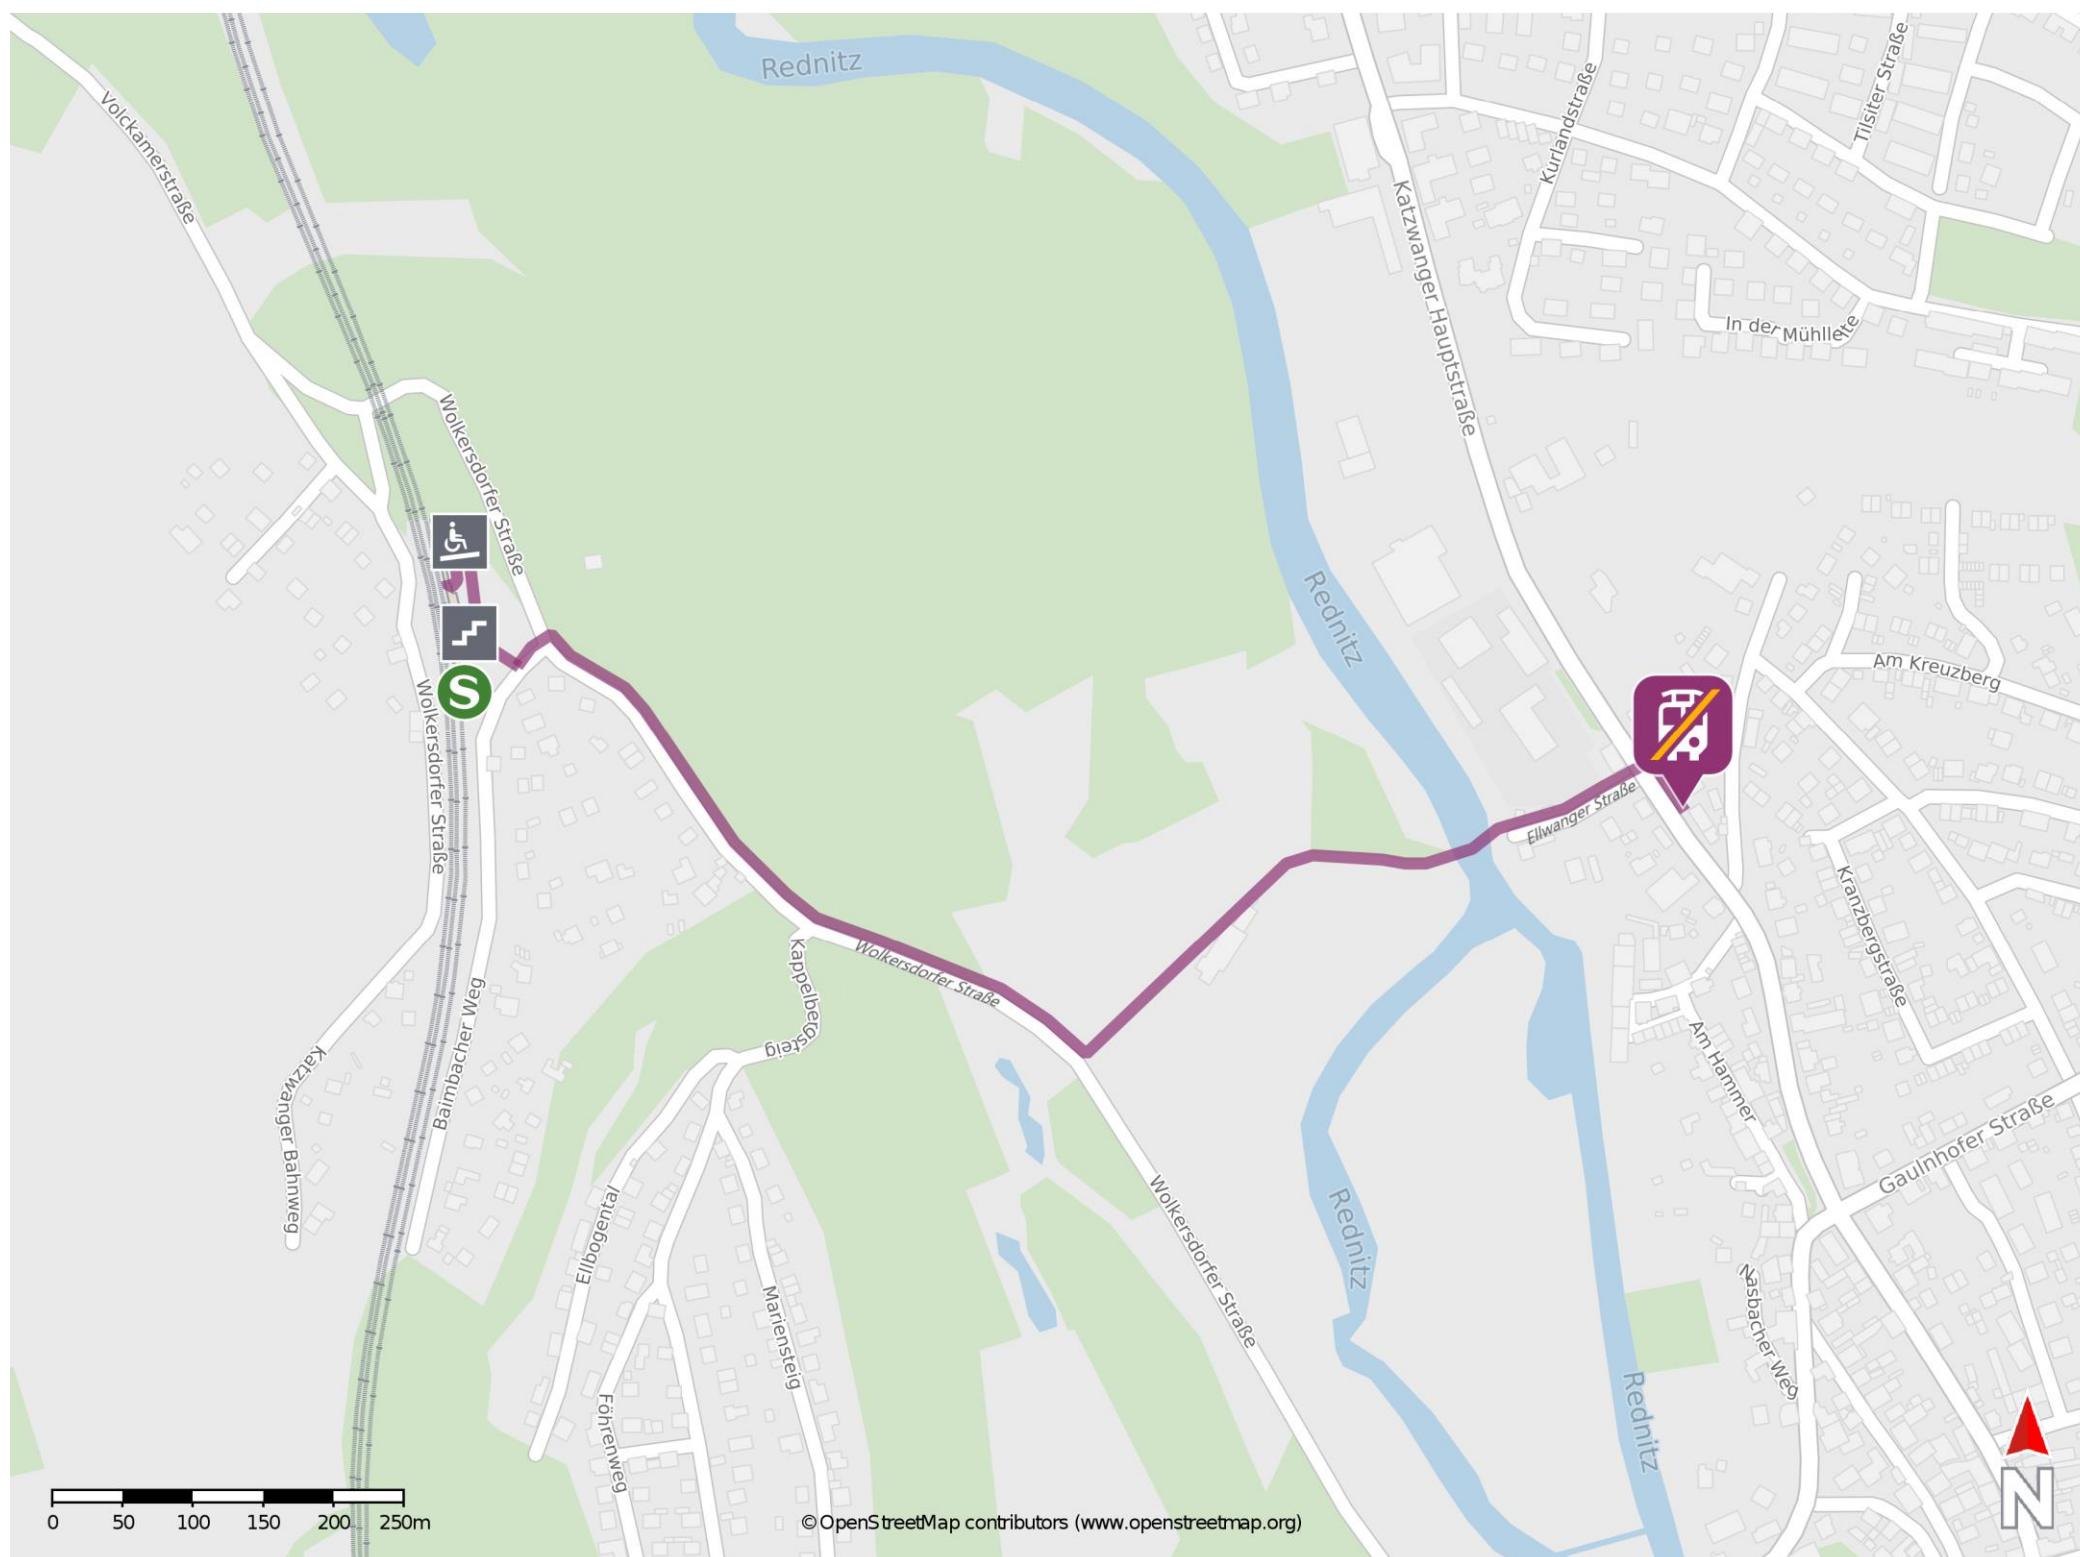 Rednitz
Volckamerstraße
Tilsiter Straße
Kurlandstraße
Katzwanger Hauptstraße
In der Mühlleite
Wolkersdorfer Straße
Rednitz
Am Kreuzberg
S
Wolkersdorfer Straße
Ellwanger Straße
Kranzbergstraße
Kappelbergsteig
Wolkersdorfer Straße
Baimbacher Weg
Katzwanger Bahnweg
Am Hammer
Gaulnhofer Straße
Ellbogental
Wolkersdorfer Straße
Rednitz
Mariensteig
Nasbacher Weg
Rednitz
Föhrenweg
0 50 100 150 200 250m
© OpenStreetMap contributors (www.openstreetmap.org)
N